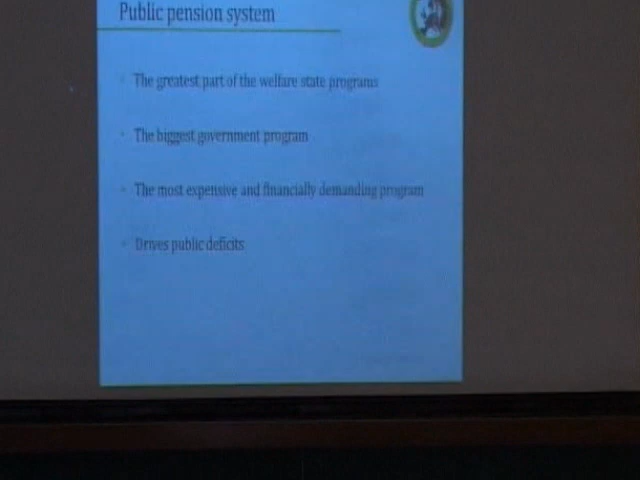 Public pension system
The greatest part of the welfare state programs
The biggest government program
The most expensive and financially demanding program
Drives public deficits